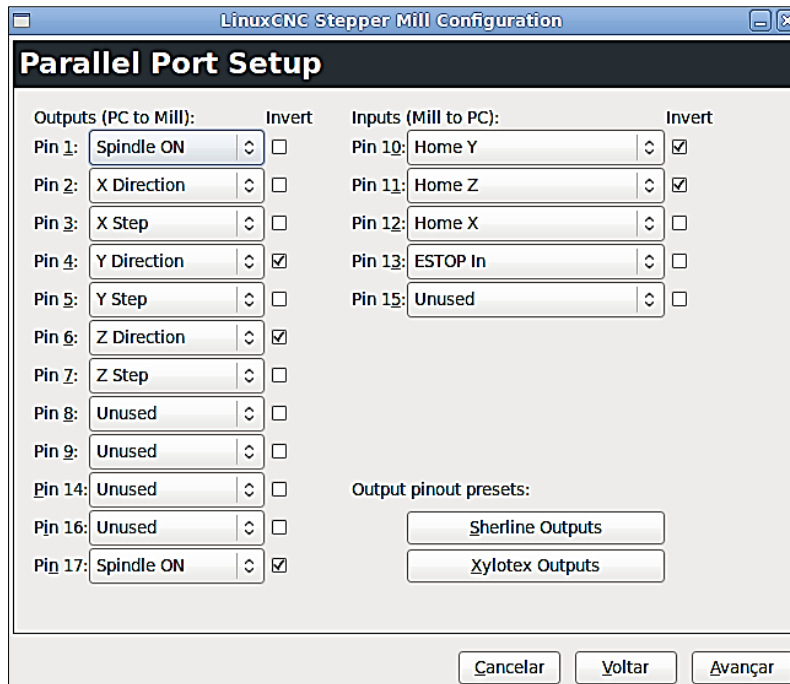 LinuxCNC Stepper Mill Configuration
Parallel Port Setup
Outputs (PC to Mill): Invert
Pin 1: Spindle ON
Pin 2: X Direction
Pin 3: X Step
Pin 4: Y Direction
Pin 5: Y Step
Pin 6: Z Direction
Pin 7: Z Step
Pin 8: Unused
Pin 9: Unused
Pin 14: Unused
Pin 16: Unused
Pin 17: Spindle ON
Inputs (Mill to PC): Invert
Pin 10: Home Y
Pin 11: Home Z
Pin 12: Home X
Pin 13: ESTOP In
Pin 15: Unused
Output pinout presets:
Sherline Outputs
Xylotex Outputs
Cancelar Voltar Avançar